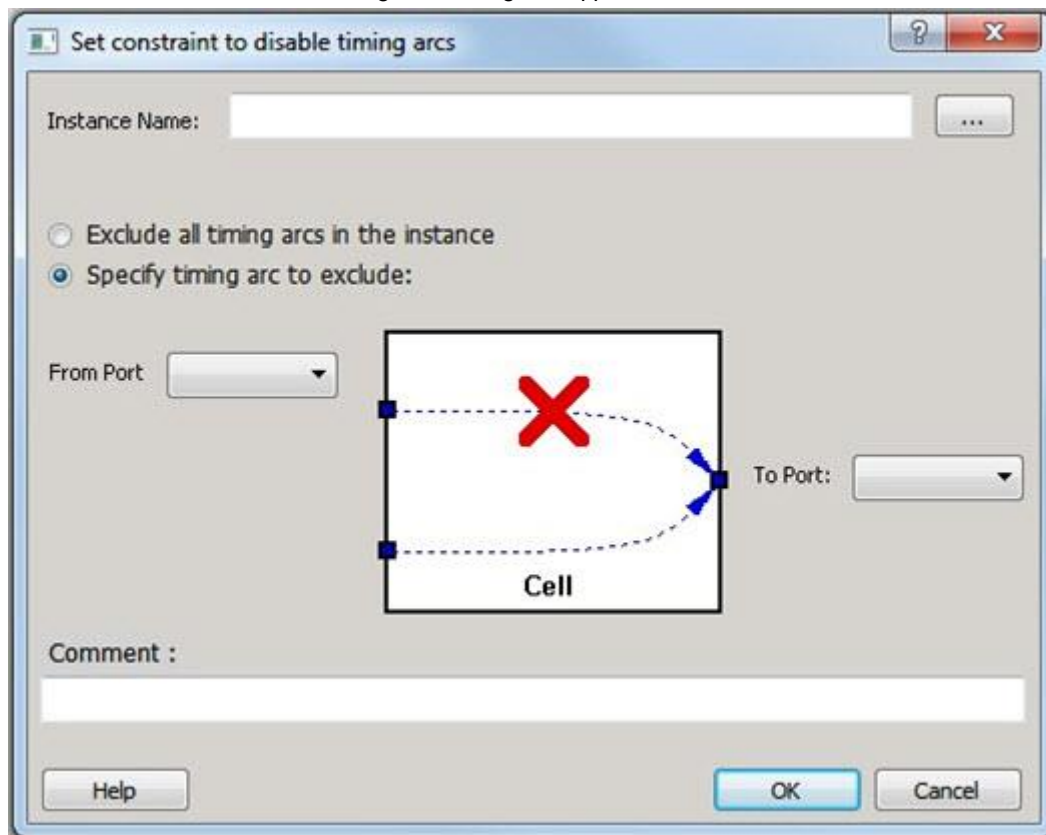 Set constraint to disable timing arcs
?
X
Instance Name:
...
Exclude all timing arcs in the instance
Specify timing arc to exclude:
From Port
To Port:
Cell
Comment :
Help
OK
Cancel